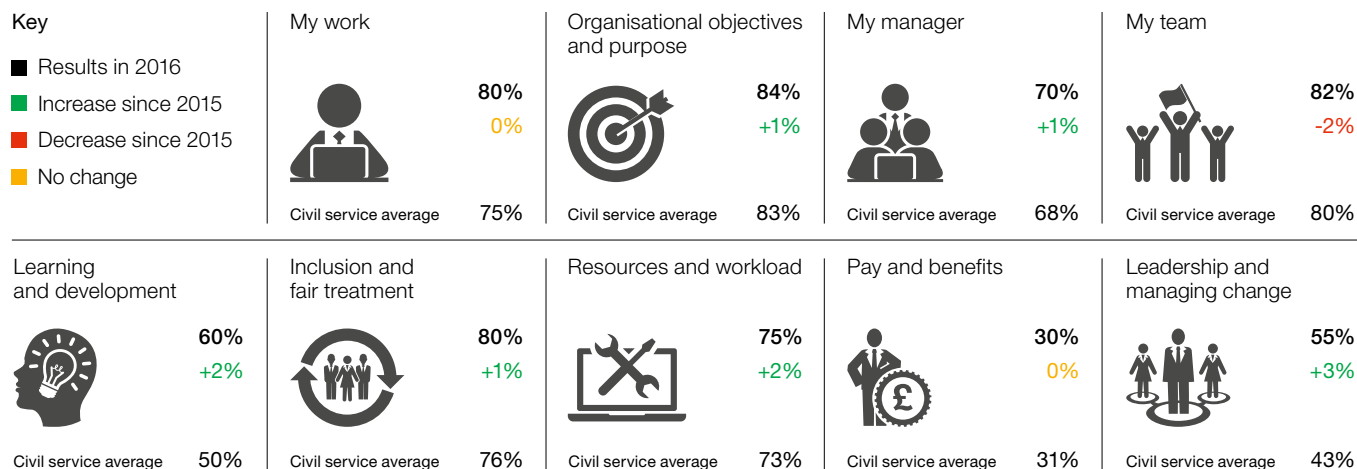 Key
Results in 2016
Increase since 2015
Decrease since 2015
No change
My work
80%
0%
Civil service average 75%
Organisational objectives
and purpose
84%
+1%
Civil service average 83%
My manager
70%
+1%
Civil service average 68%
My team
82%
-2%
Civil service average 80%
Learning
and development
60%
+2%
Civil service average 50%
Inclusion and
fair treatment
80%
+1%
Civil service average 76%
Resources and workload
75%
+2%
Civil service average 73%
Pay and benefits
30%
0%
£
Civil service average 31%
Leadership and
managing change
55%
+3%
Civil service average 43%